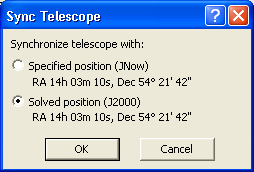 Sync Telescope
Synchronize telescope with:
Specified position (JNow)
RA 14h 03m 10s, Dec 54° 21' 42"
Solved position (J2000)
RA 14h 03m 10s, Dec 54° 21' 42"
OK
Cancel